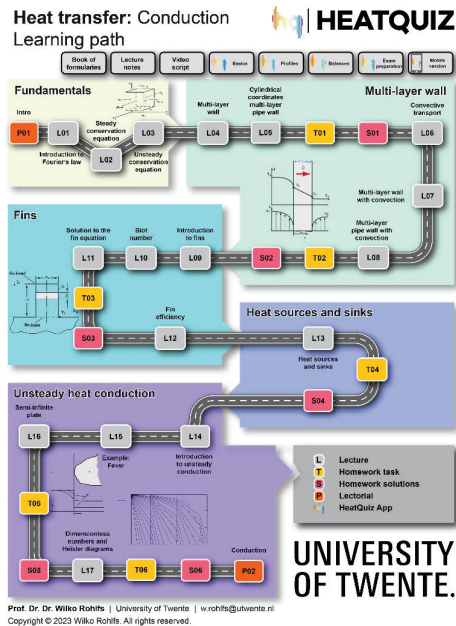 Heat transfer: Conduction
Learning path
HEATQUIZ
Book of
formularies
Lecture
notes
Video
script
Basics
Profiles
Balances
Exam
preparation
Mobile
version
Fundamentals
Multi-layer wall
Intro
P01
L01
Introduction to
Fourier's law
Steady
conservation
equation
L02
L03
Unsteady
conservation
equation
Multi-layer
wall
L04
Cylindrical
coordinates
multi-layer
pipe wall
L05
T01
S01
Convective
transport
L06
L07
Multi-layer wall
with convection
Multi-layer
pipe wall with
convection
L08
T02
S02
Fins
Introduction
to fins
L09
Biot
number
L10
Solution to the
fin equation
L11
T03
S03
fin head
fin base
Fin
efficiency
L12
Heat sources and sinks
L13
Heat sources
and sinks
T04
S04
Unsteady heat conduction
L14
Introduction
to unsteady
conduction
L15
Example:
Fever
Semi-infinite
plate
L16
T05
S05
Dimensionless
numbers and
Heisler diagrams
L17
T06
S06
Conduction
P02
L Lecture
T Homework task
S Homework solutions
P Lectorial
HeatQuiz App
UNIVERSITY
OF TWENTE.
Prof. Dr. Dr. Wilko Rohlfs | University of Twente | w.rohlfs@utwente.nl
Copyright © 2023 Wilko Rohlfs. All rights reserved.